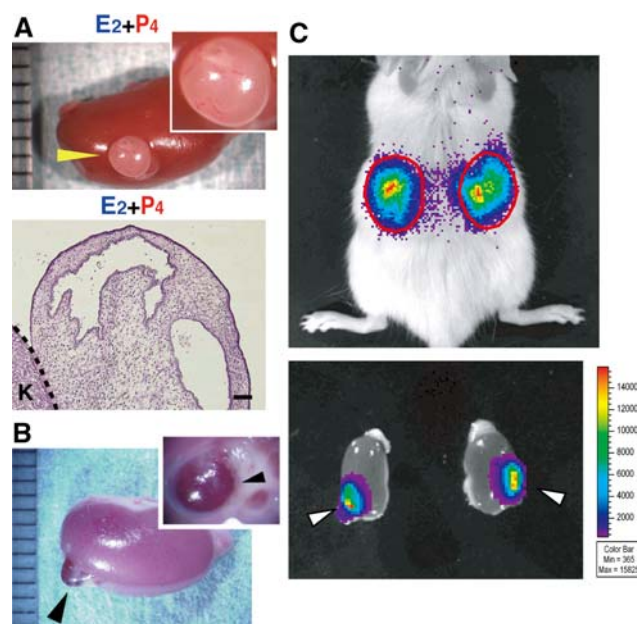 A
E2+P4
E2+P4
K
B
C
14000
12000
10000
8000
6000
4000
2000
Color Bar
Min = 365
Max = 15825